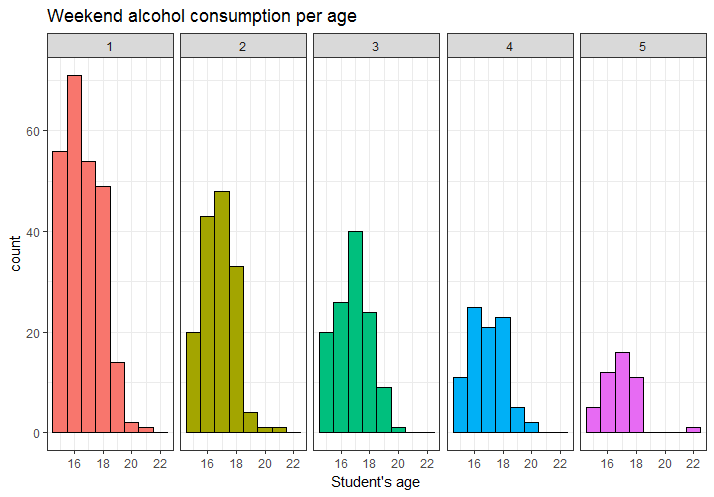 Weekend alcohol consumption per age
1 2 3 4 5
60
40
20
0
count
16 18 20 22 16 18 20 22 16 18 20 22 16 18 20 22 16 18 20 22
Student's age